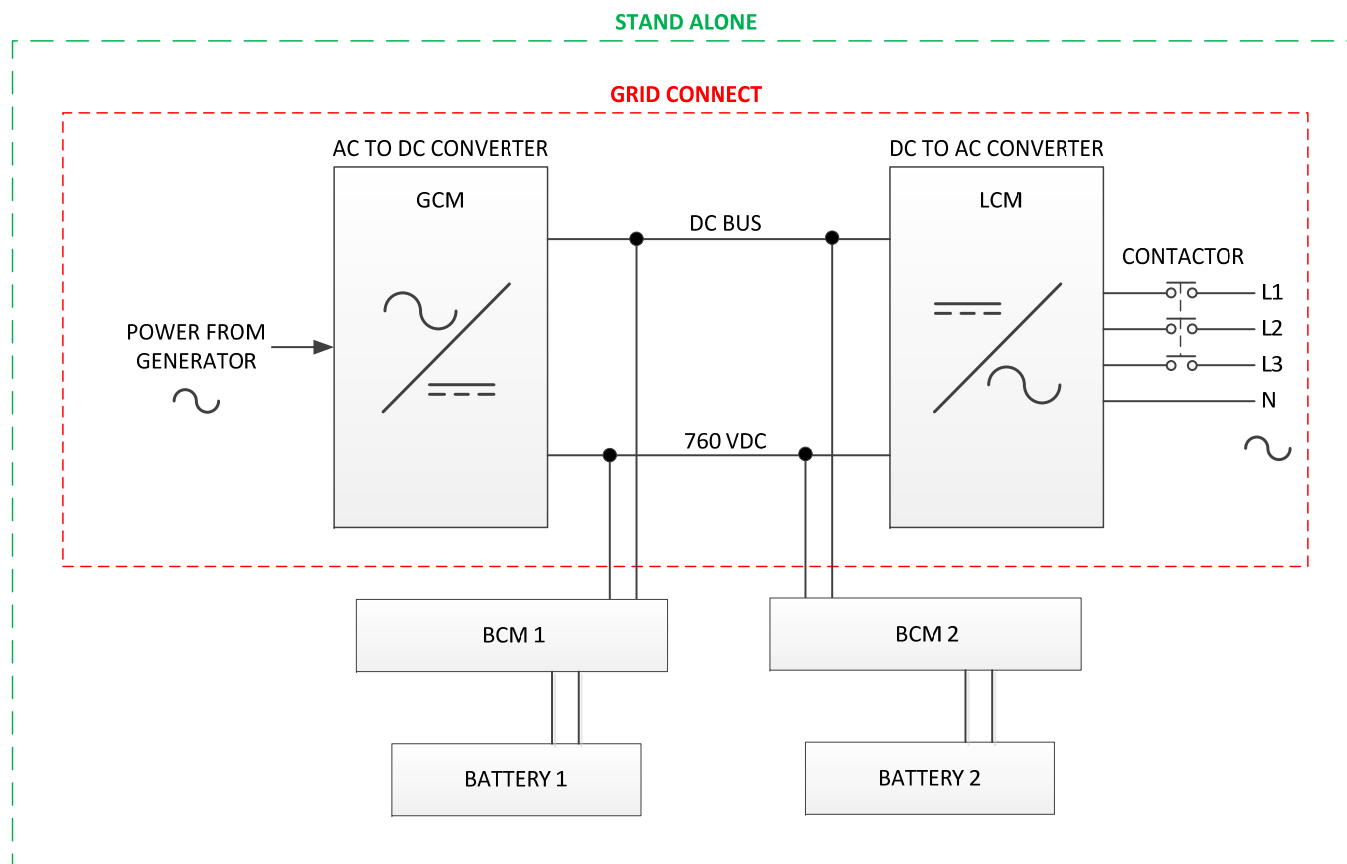 STAND ALONE
GRID CONNECT
AC TO DC CONVERTER
DC TO AC CONVERTER
GCM
LCM
DC BUS
CONTACTOR
L1
L2
L3
N
POWER FROM
GENERATOR
760 VDC
BCM 1
BCM 2
BATTERY 1
BATTERY 2